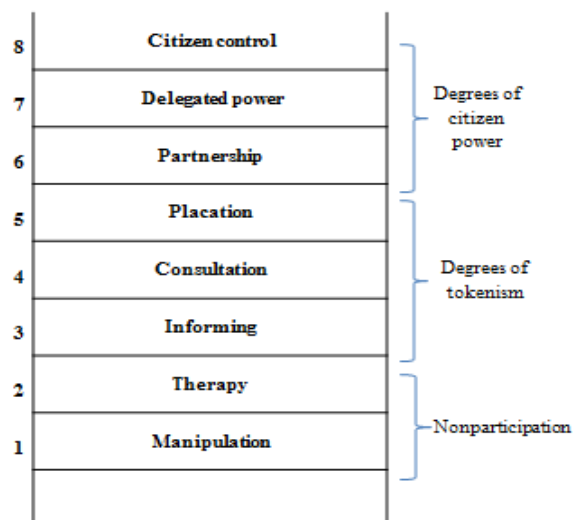 8 Citizen control
7 Delegated power
6 Partnership
Degrees of
citizen
power
5 Placation
4 Consultation
3 Informing
Degrees of
tokenism
2 Therapy
1 Manipulation
Nonparticipation